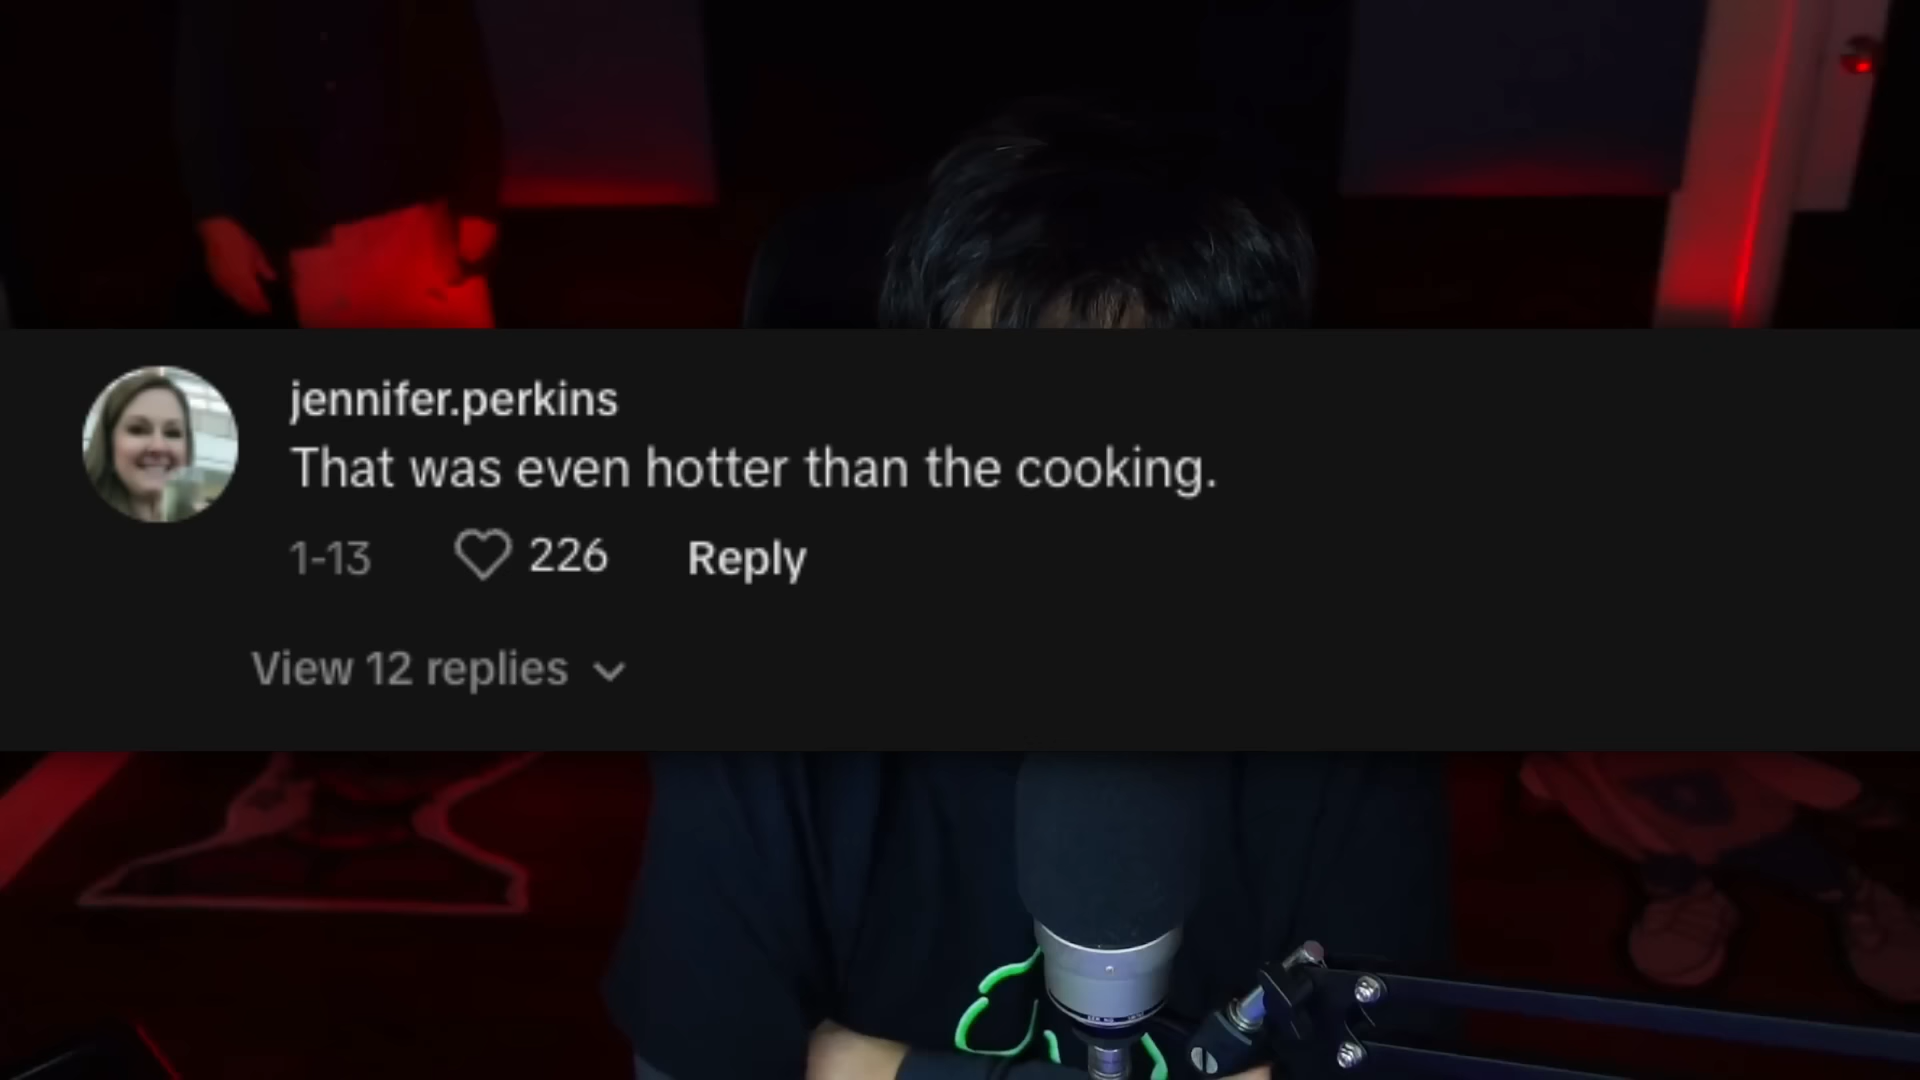 jennifer.perkins
That was even hotter than the cooking.
1-13 226 Reply
View 12 replies